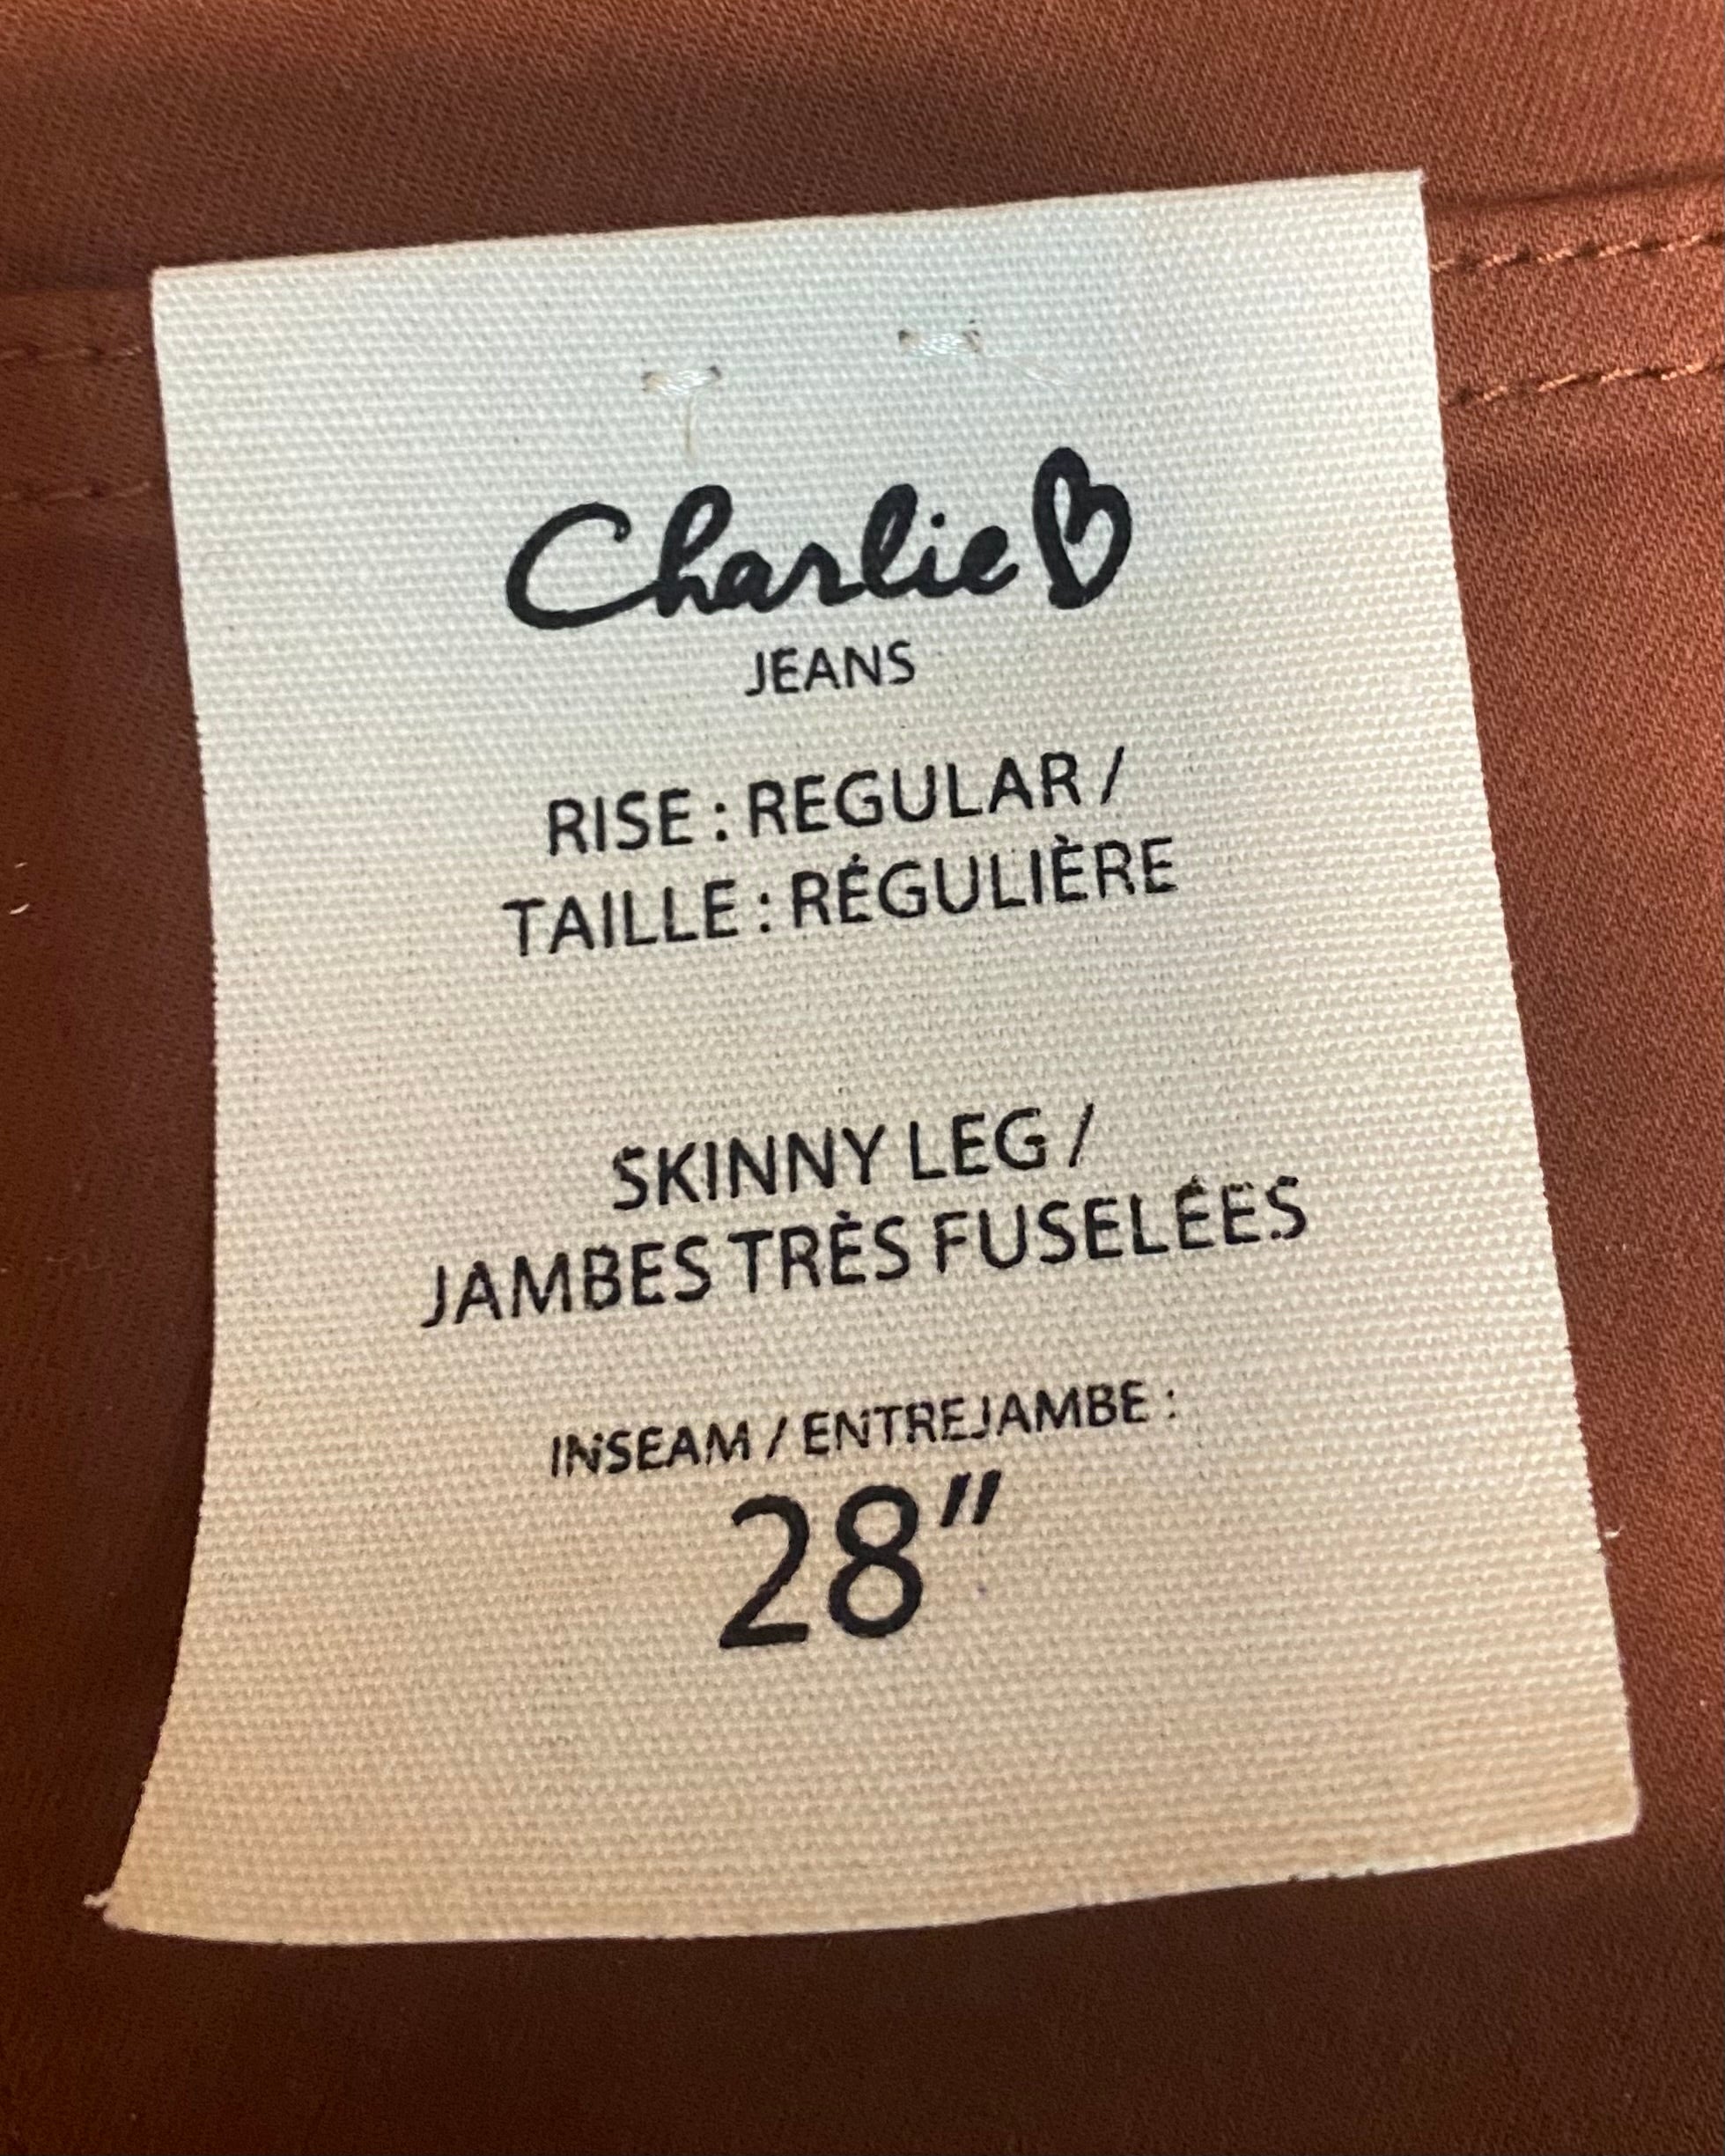 Charlie B
JEANS
RISE : REGULAR /
TAILLE : RÉGULIÈRE
SKINNY LEG /
JAMBES TRÈS FUSELÉES
INSEAM / ENTREJAMBE :
28"